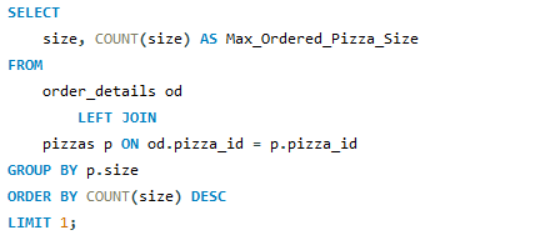 SELECT
size, COUNT(size) AS Max_Ordered_Pizza_Size
FROM
order_details od
LEFT JOIN
pizzas p ON od.pizza_id = p.pizza_id
GROUP BY p.size
ORDER BY COUNT(size) DESC
LIMIT 1;